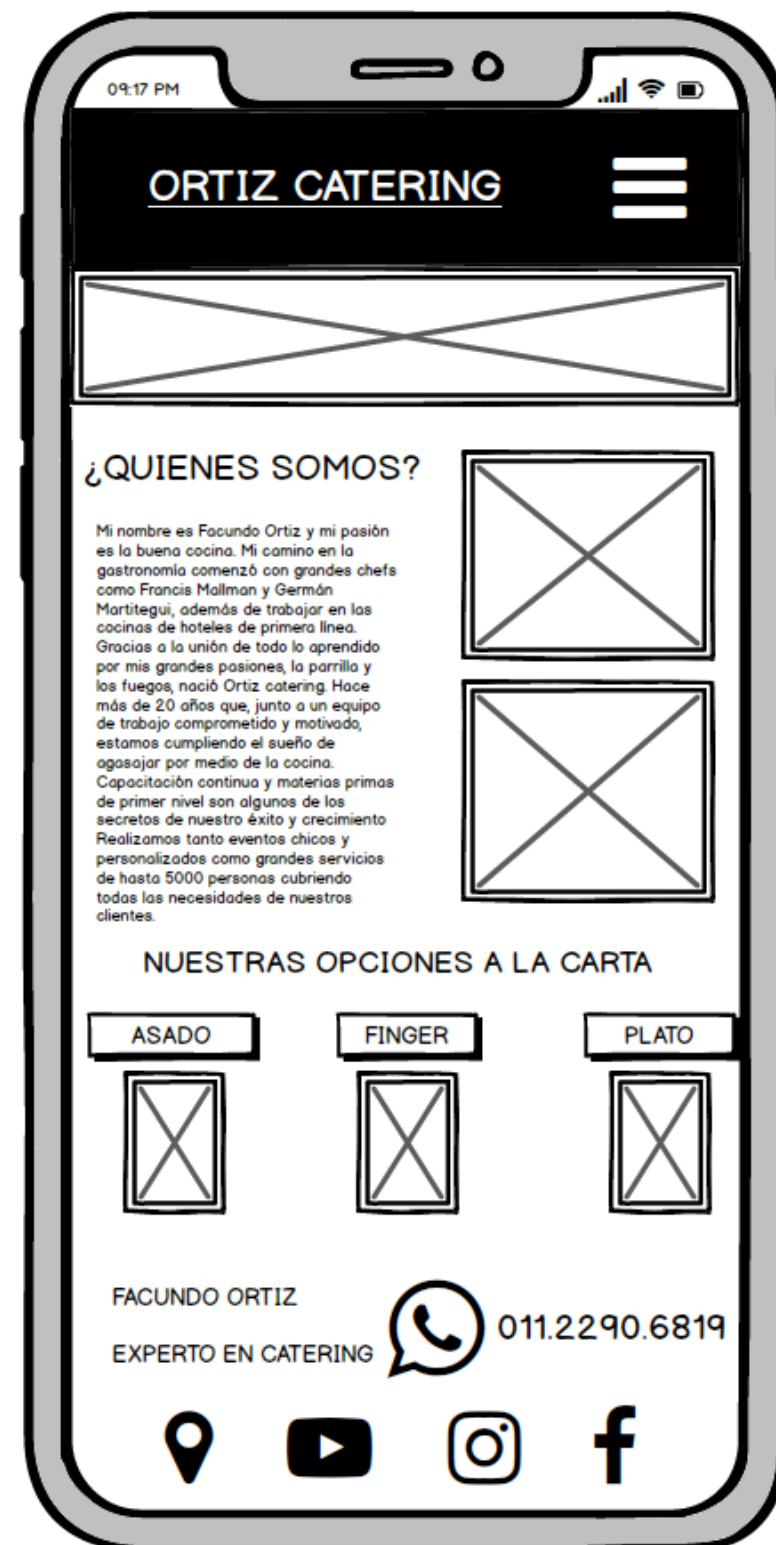 09:17 PM
ORTIZ CATERING
¿QUIENES SOMOS?
Mi nombre es Facundo Ortiz y mi pasión
es la buena cocina. Mi camino en la
gastronomía comenzó con grandes chefs
como Francis Mallman y Germán
Martitegui, además de trabajar en las
cocinas de hoteles de primera línea.
Gracias a la unión de todo lo aprendido
por mis grandes pasiones, la parrilla y
los fuegos, nació Ortiz catering. Hace
más de 20 años que, junto a un equipo
de trabajo comprometido y motivado,
estamos cumpliendo el sueño de
agasajar por medio de la cocina.
Capacitación continua y materias primas
de primer nivel son algunos de los
secretos de nuestro éxito y crecimiento
Realizamos tanto eventos chicos y
personalizados como grandes servicios
de hasta 5000 personas cubriendo
todas las necesidades de nuestros
clientes.
NUESTRAS OPCIONES A LA CARTA
ASADO
FINGER
PLATO
FACUNDO ORTIZ
EXPERTO EN CATERING
011.2290.6819